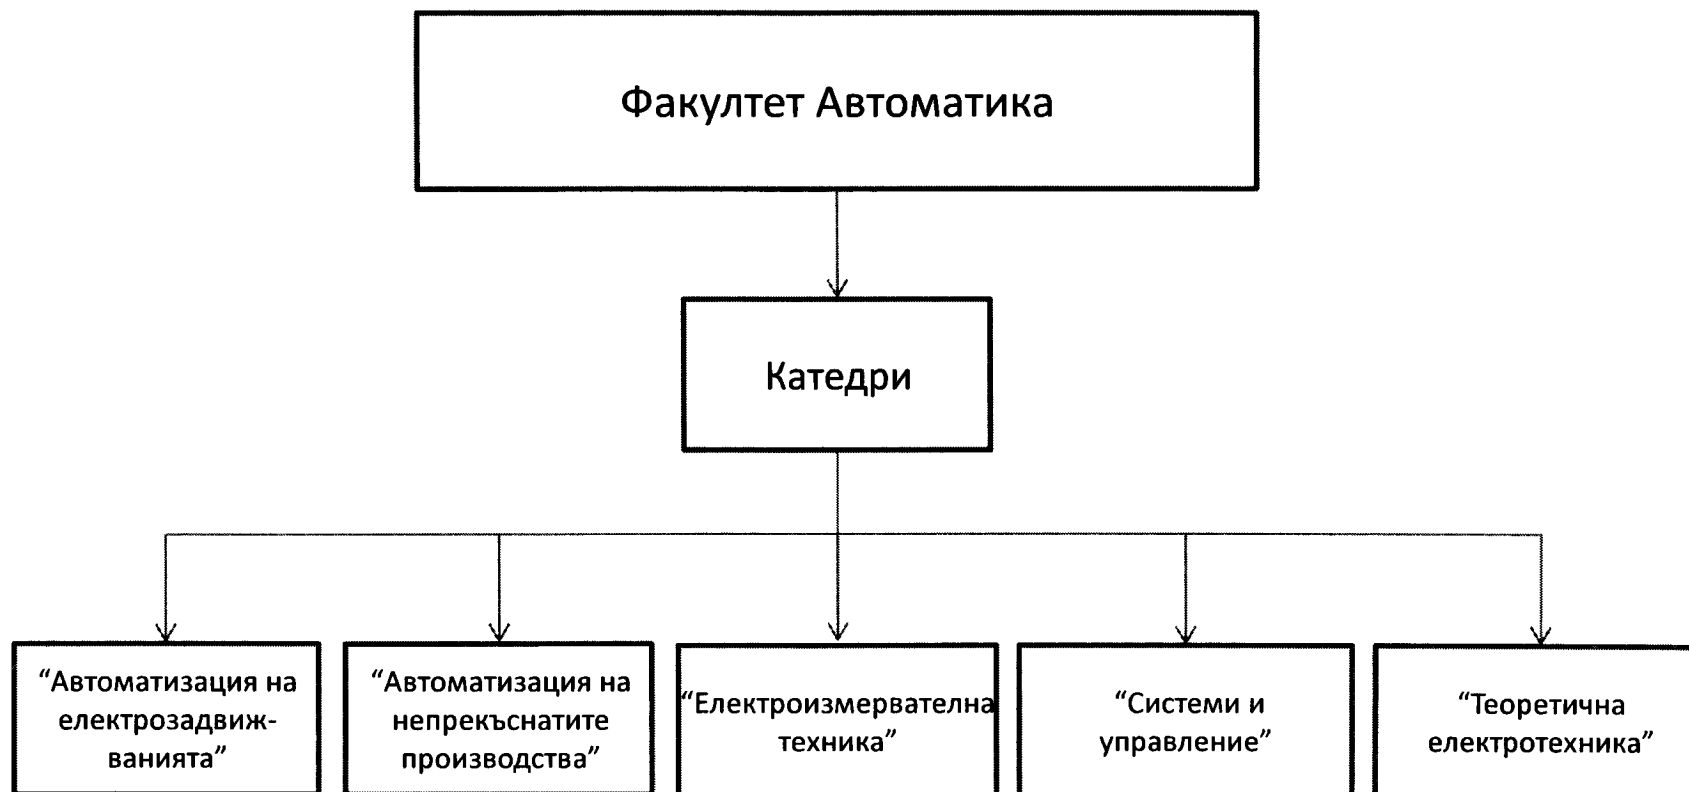 Факултет Автоматика
Катедри
“Автоматизация на
електрозадвиж-
ванията”
“Автоматизация на
непрекъснатите
производства”
“Електроизмервателна
техника”
“Системи и
управление”
“Теоретична
електротехника”